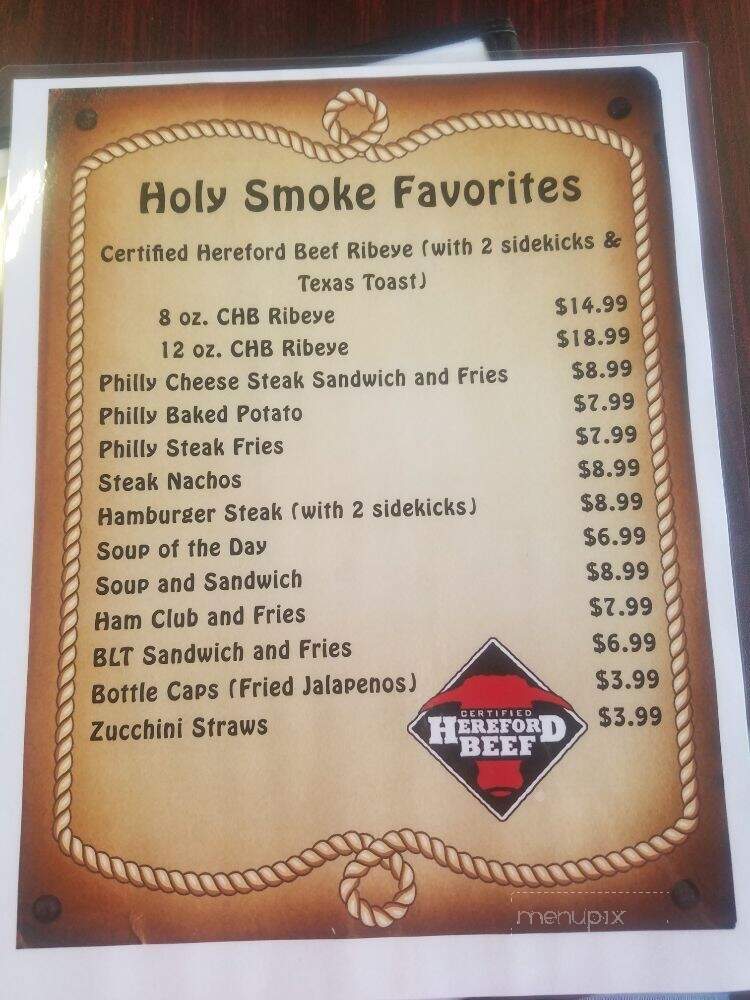 Holy Smoke Favorites
Certified Hereford Beef Ribeye (with 2 sidekicks &
Texas Toast)
8 oz. CHB Ribeye $14.99
12 oz. CHB Ribeye $18.99
Philly Cheese Steak Sandwich and Fries $8.99
Philly Baked Potato $7.99
Philly Steak Fries $7.99
Steak Nachos $8.99
Hamburger Steak (with 2 sidekicks) $8.99
Soup of the Day $6.99
Soup and Sandwich $8.99
Ham Club and Fries $7.99
BLT Sandwich and Fries $6.99
Bottle Caps (Fried Jalapenos) $3.99
Zucchini Straws $3.99
CERTIFIED
HEREFORD
BEEF
menupix